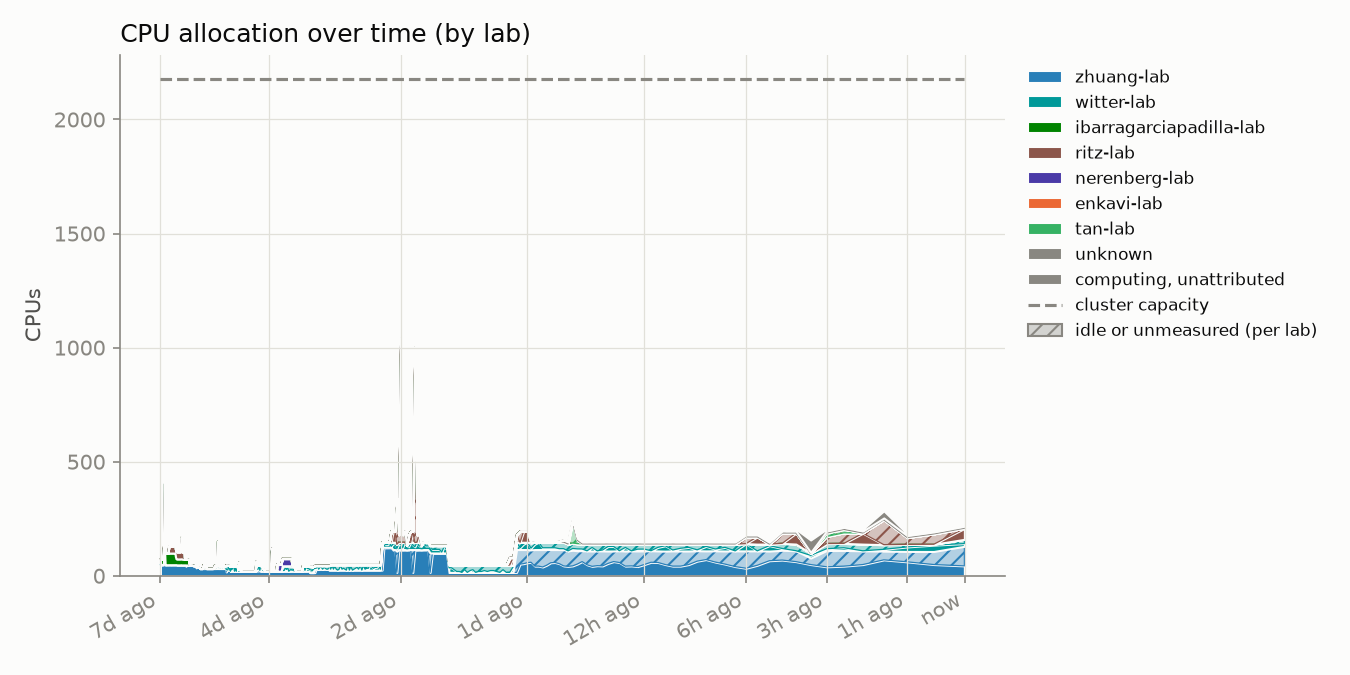 CPU allocation over time (by lab)
2000
1500
1000
500
0
CPUs
7d ago
4d ago
2d ago
1d ago
12h ago
6h ago
3h ago
1h ago
now
zhuang-lab
witter-lab
ibarragarciapadilla-lab
ritz-lab
nerenberg-lab
enkavi-lab
tan-lab
unknown
computing, unattributed
cluster capacity
idle or unmeasured (per lab)